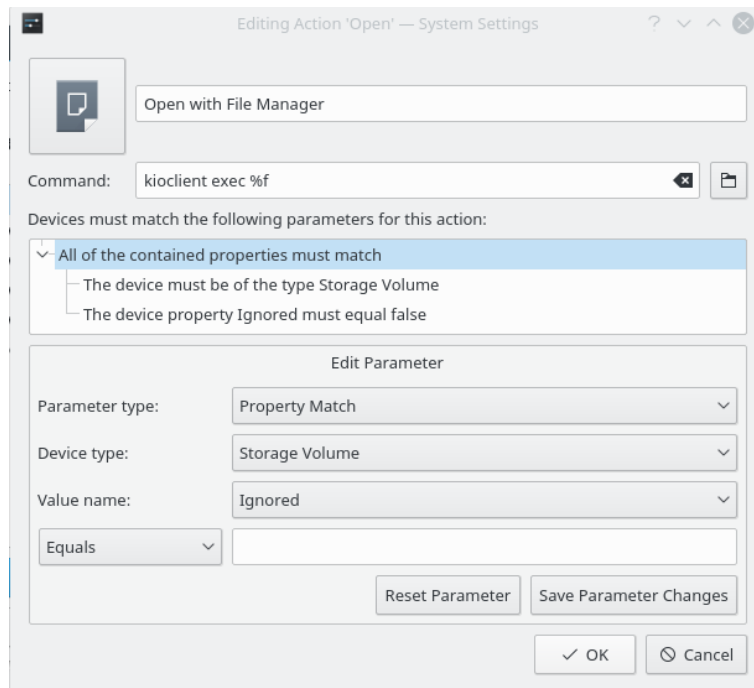 Editing Action 'Open' — System Settings
Open with File Manager
Command: kioclient exec %f
Devices must match the following parameters for this action:
All of the contained properties must match
The device must be of the type Storage Volume
The device property Ignored must equal false
Edit Parameter
Parameter type: Property Match
Device type: Storage Volume
Value name: Ignored
Equals
Reset Parameter Save Parameter Changes
OK Cancel